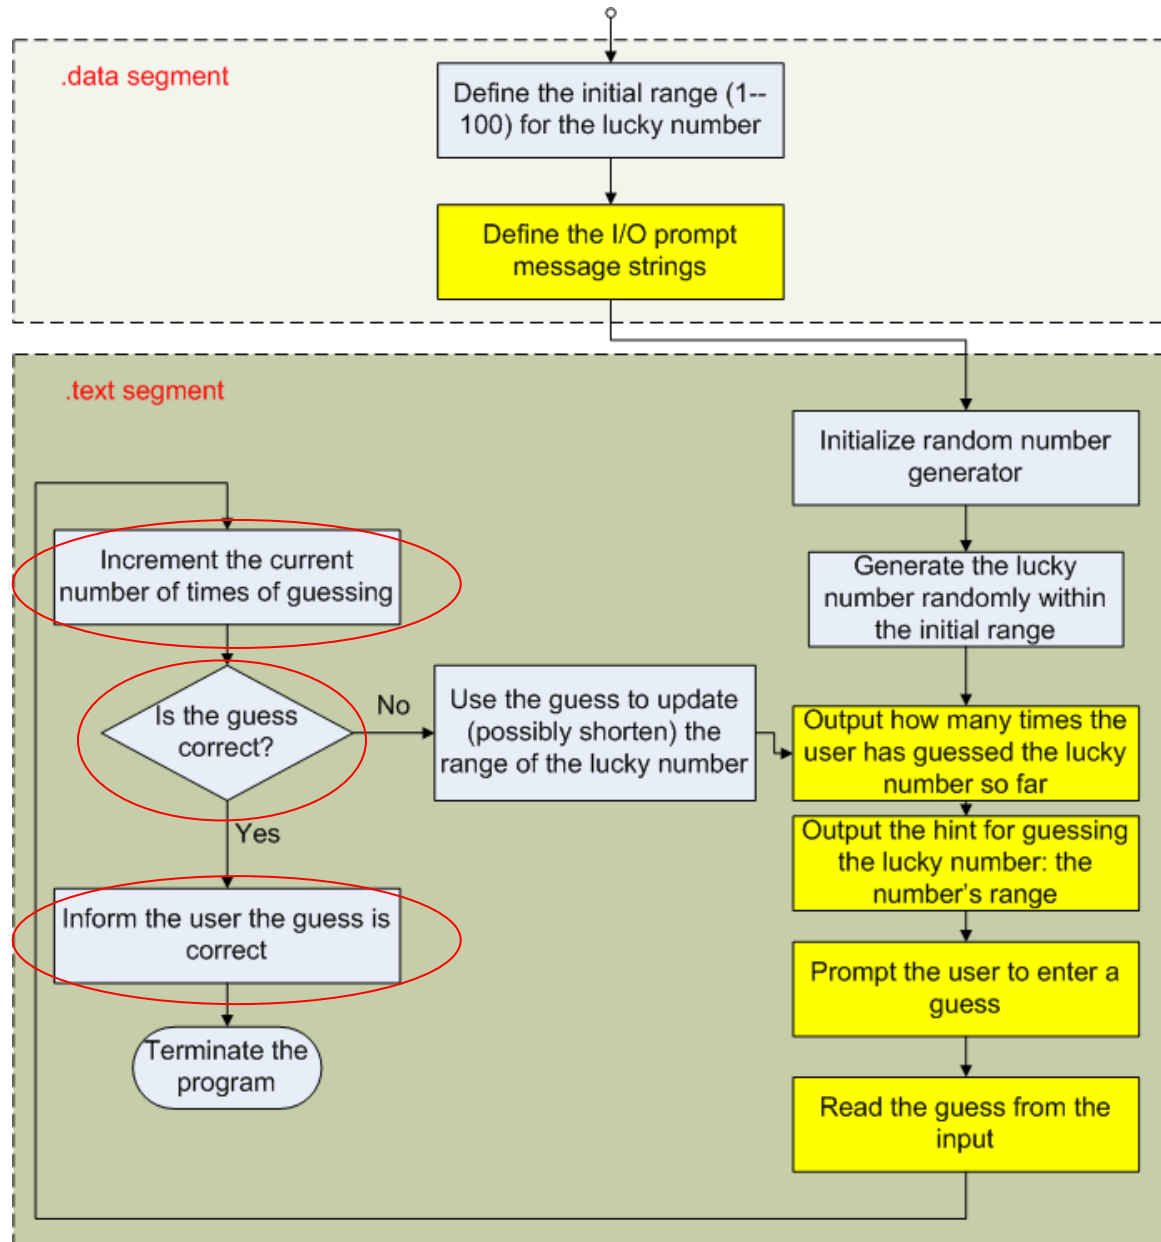 .data segment
Define the initial range (1--
100) for the lucky number
Define the I/O prompt
message strings
.text segment
Initialize random number
generator
Generate the lucky
number randomly within
the initial range
Output how many times the
user has guessed the lucky
number so far
Output the hint for guessing
the lucky number: the
number's range
Prompt the user to enter a
guess
Read the guess from the
input
Increment the current
number of times of guessing
Is the guess
correct?
No
Use the guess to update
(possibly shorten) the
range of the lucky number
Yes
Inform the user the guess is
correct
Terminate the
program